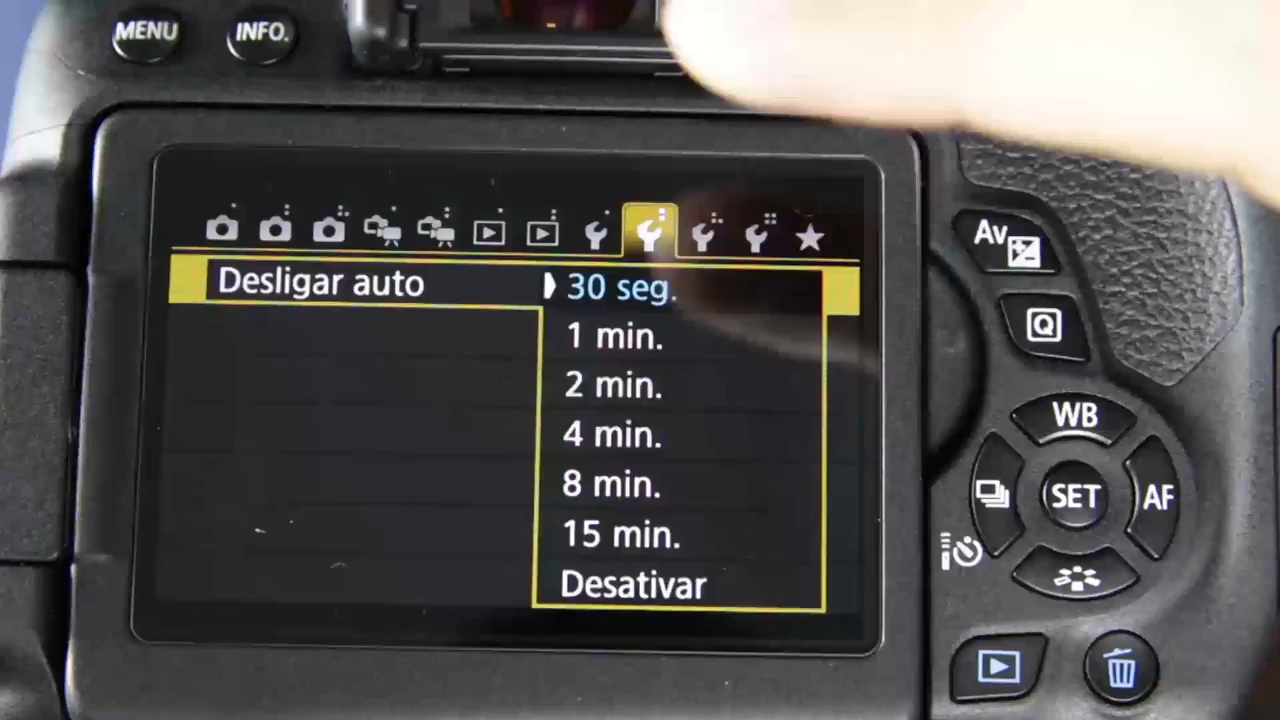 MENU
INFO.
Desligar auto
30 seg.
1 min.
2 min.
4 min.
8 min.
15 min.
Desativar
Av
Q
WB
SET
AF